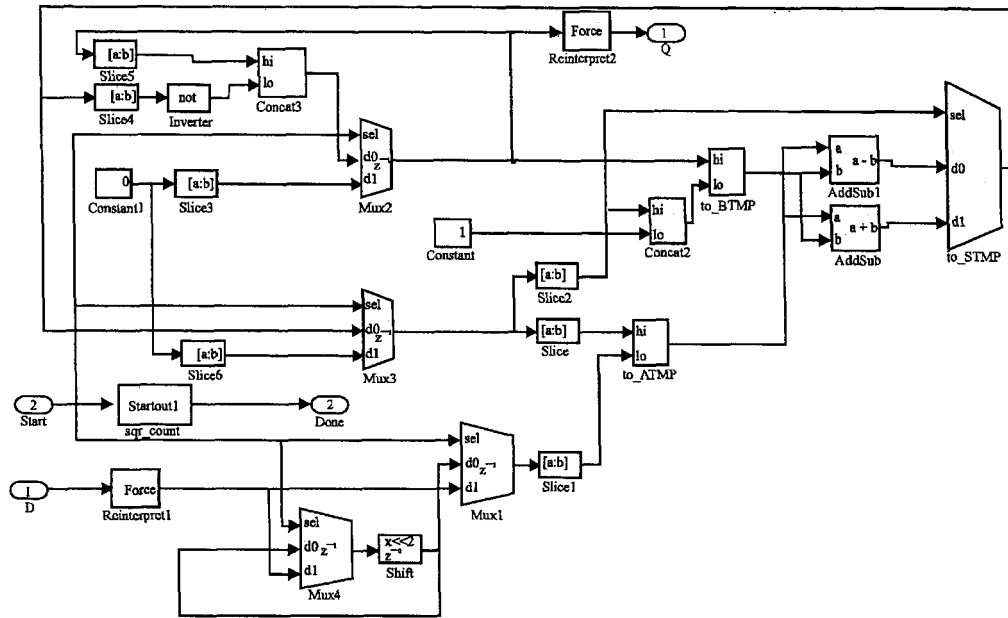 [a:b]
Slice5
hi
lo
Concat3
Force
Reinterpret2
1
Q
[a:b]
Slice4
not
Inverter
sel
d0
z⁻¹
d1
Mux2
0
Constant1
[a:b]
Slice3
hi
lo
to_BTMP
a
b
a - b
AddSub1
a
b
a + b
AddSub
sel
d0
d1
to_STMP
1
Constant
hi
lo
Concat2
[a:b]
Slice2
sel
d0
z⁻¹
d1
Mux3
[a:b]
Slice
hi
lo
to_ATMP
[a:b]
Slice6
2
Start
Startout1
sqr_count
2
Done
sel
d0
z⁻¹
d1
Mux1
[a:b]
Slice1
1
D
Force
Reinterpret1
sel
d0
z⁻¹
d1
Mux4
x<<2
Shift